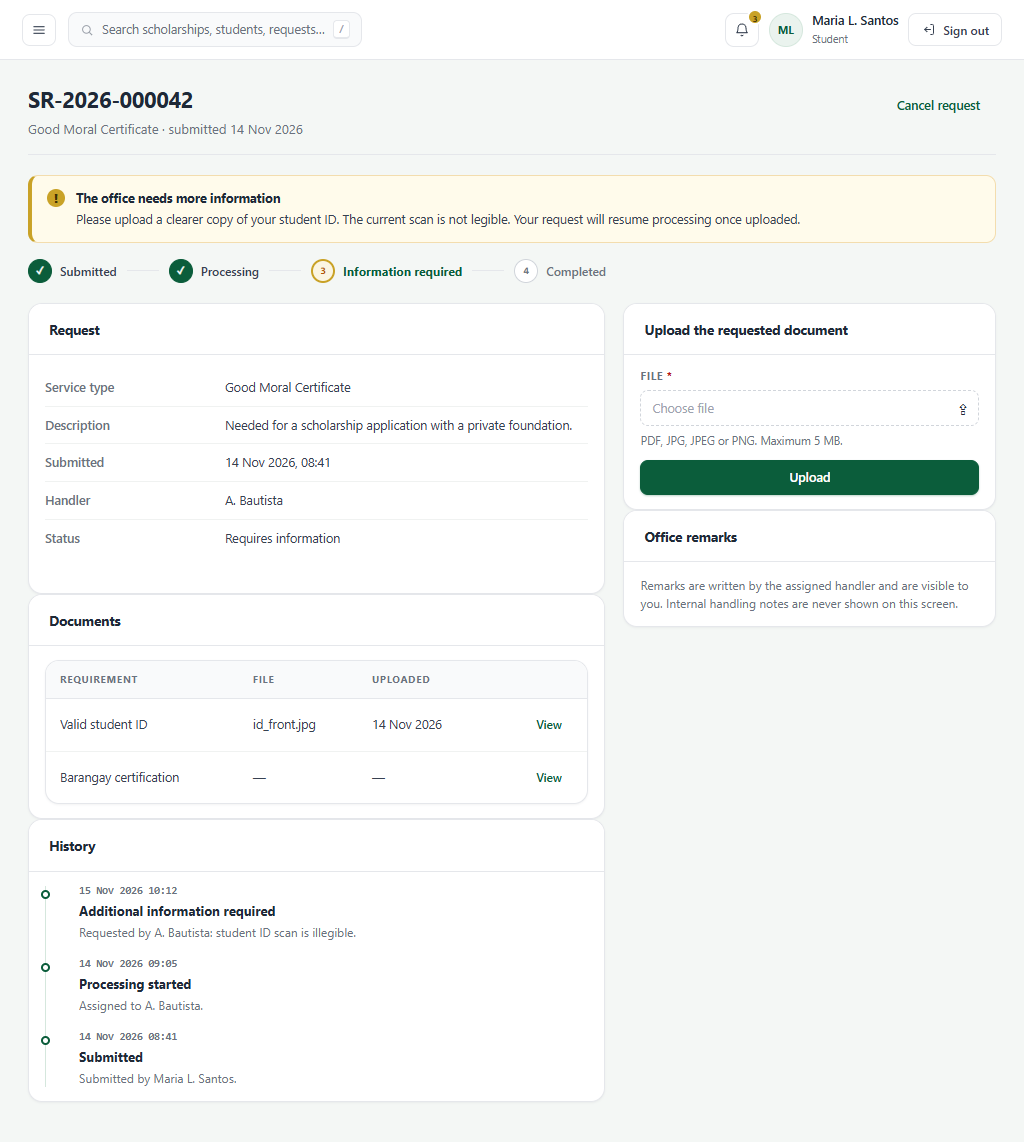 Search scholarships, students, requests... /
3
ML
Maria L. Santos
Student
Sign out
SR-2026-000042
Good Moral Certificate · submitted 14 Nov 2026
Cancel request
! The office needs more information
Please upload a clearer copy of your student ID. The current scan is not legible. Your request will resume processing once uploaded.
✓ Submitted ✓ Processing 3 Information required 4 Completed
Request
Service type Good Moral Certificate
Description Needed for a scholarship application with a private foundation.
Submitted 14 Nov 2026, 08:41
Handler A. Bautista
Status Requires information
Documents
REQUIREMENT FILE UPLOADED
Valid student ID id_front.jpg 14 Nov 2026 View
Barangay certification — — View
History
15 Nov 2026 10:12
Additional information required
Requested by A. Bautista: student ID scan is illegible.
14 Nov 2026 09:05
Processing started
Assigned to A. Bautista.
14 Nov 2026 08:41
Submitted
Submitted by Maria L. Santos.
Upload the requested document
FILE *
Choose file
PDF, JPG, JPEG or PNG. Maximum 5 MB.
Upload
Office remarks
Remarks are written by the assigned handler and are visible to
you. Internal handling notes are never shown on this screen.